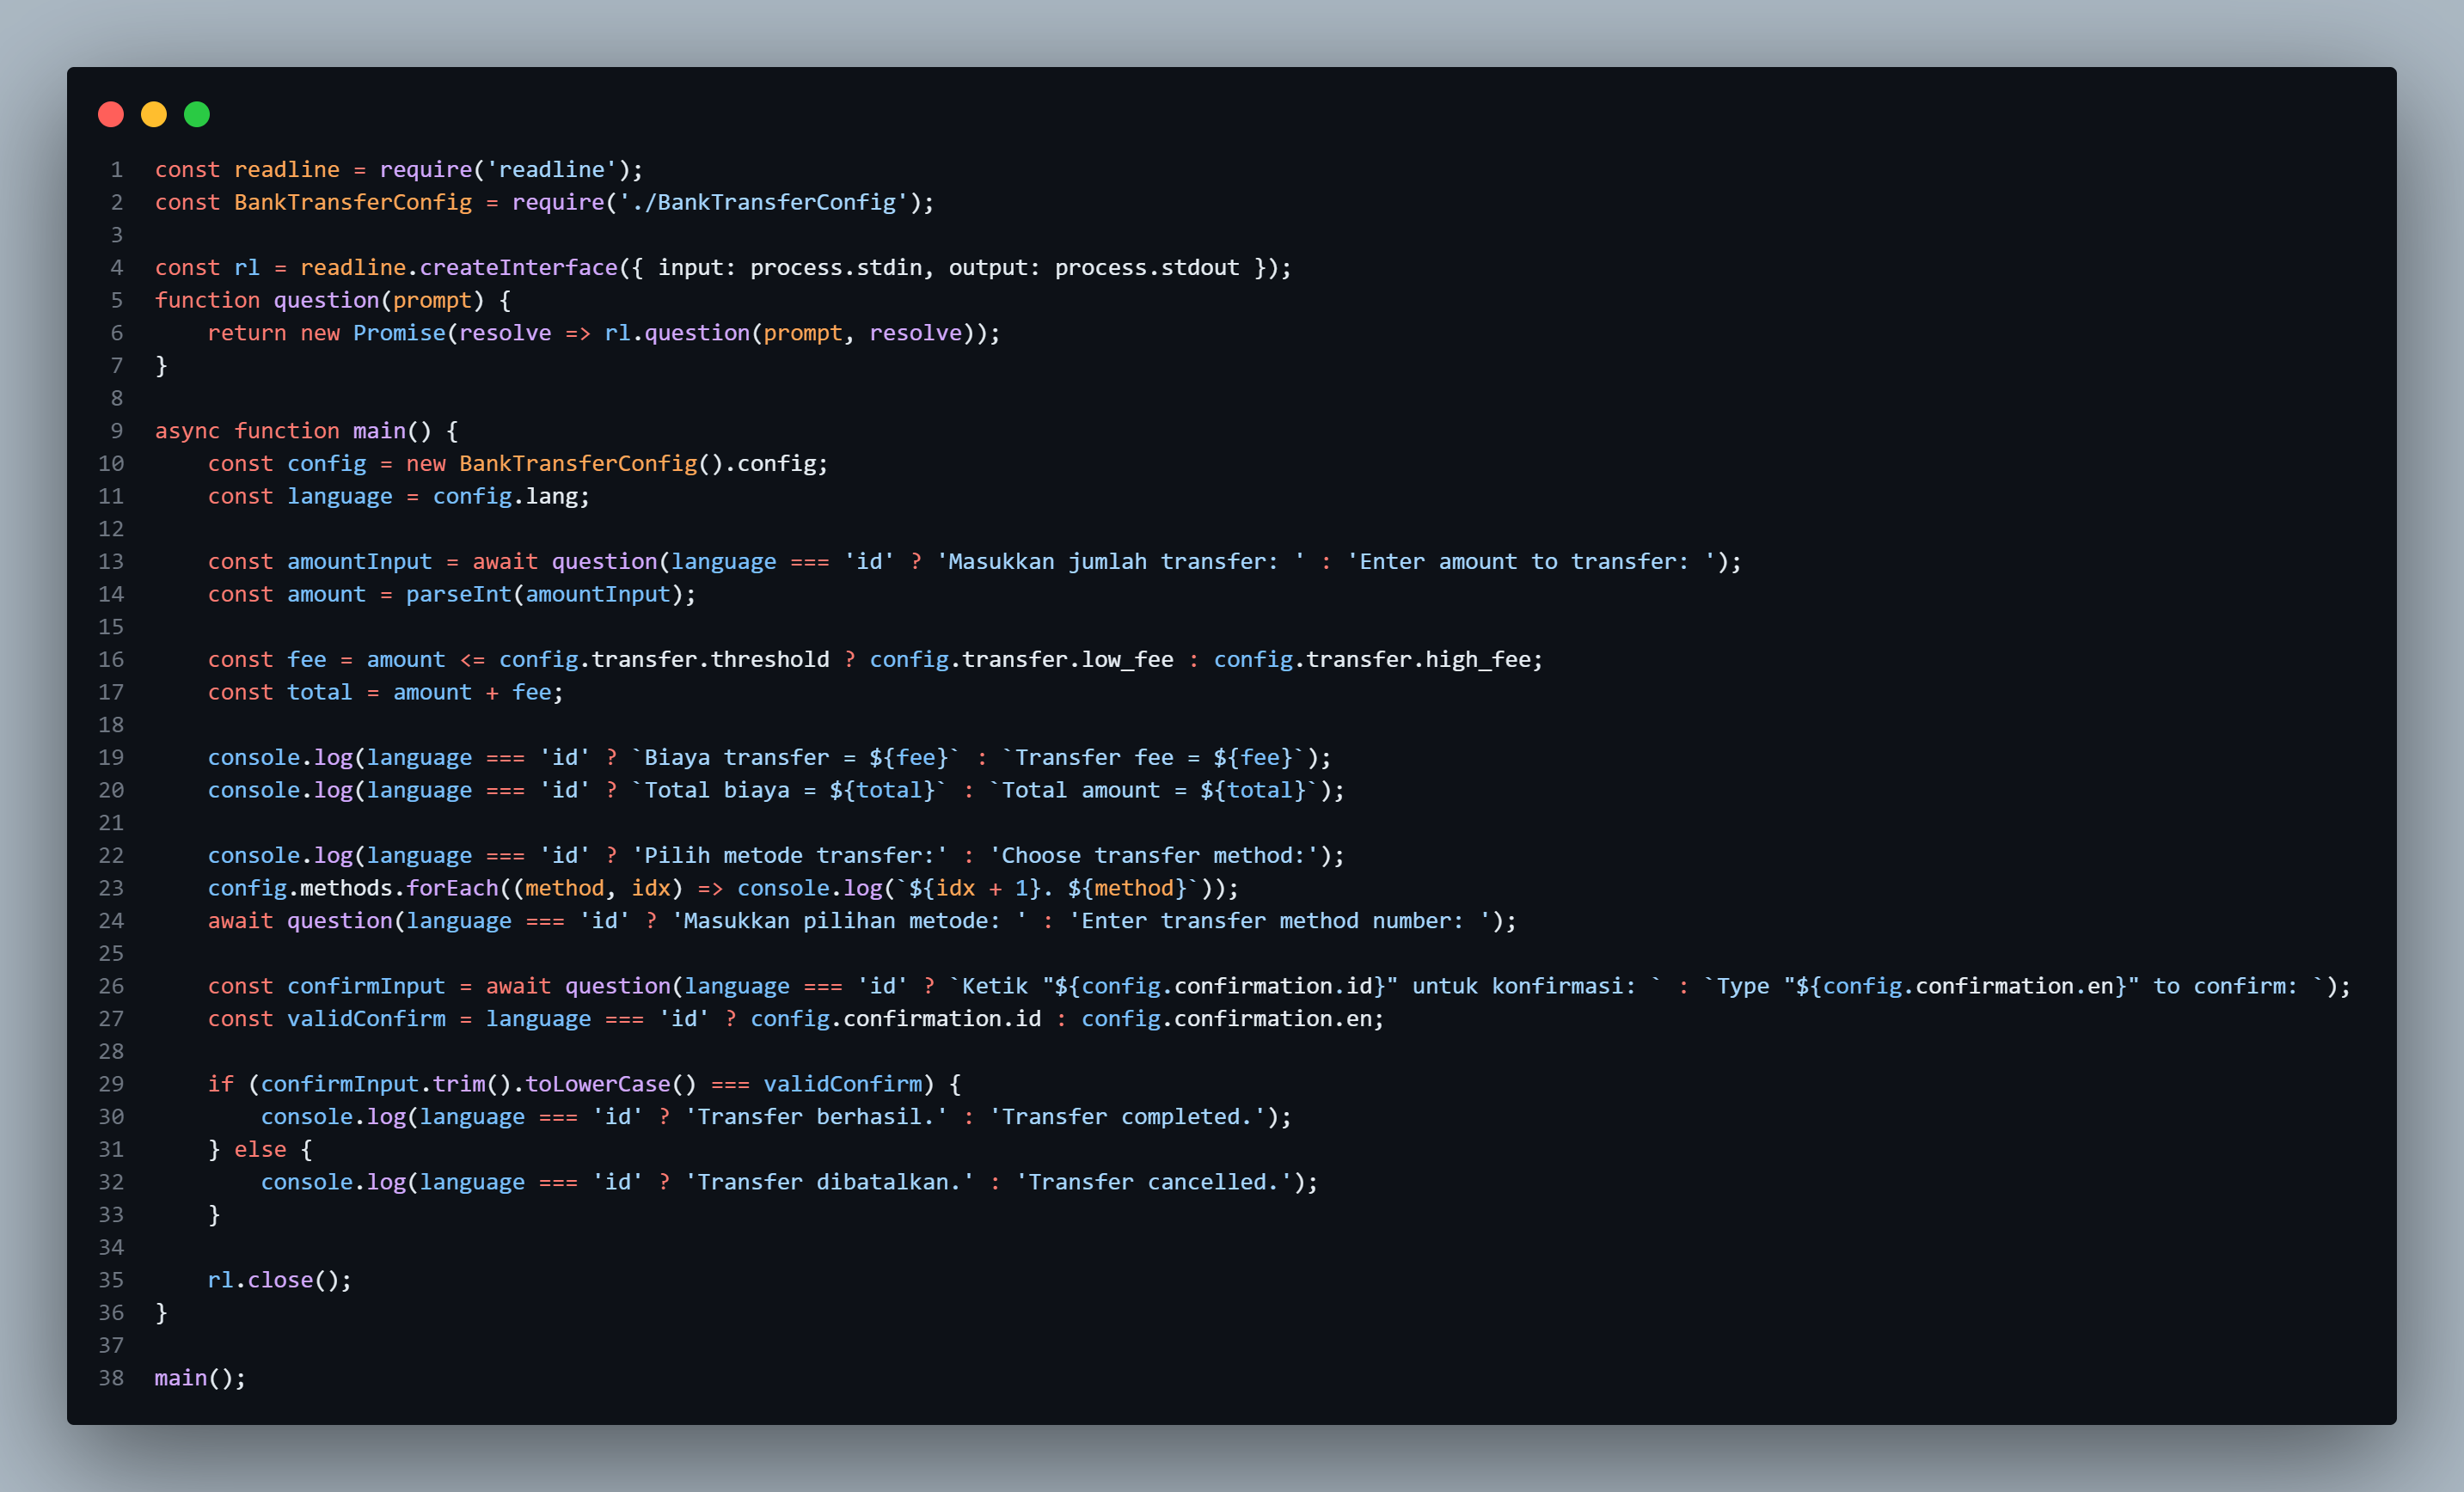 1 const readline = require('readline');
2 const BankTransferConfig = require('./BankTransferConfig');
3
4 const rl = readline.createInterface({ input: process.stdin, output: process.stdout });
5 function question(prompt) {
6     return new Promise(resolve => rl.question(prompt, resolve));
7 }
8
9 async function main() {
10     const config = new BankTransferConfig().config;
11     const language = config.lang;
12
13     const amountInput = await question(language === 'id' ? 'Masukkan jumlah transfer: ' : 'Enter amount to transfer: ');
14     const amount = parseInt(amountInput);
15
16     const fee = amount <= config.transfer.threshold ? config.transfer.low_fee : config.transfer.high_fee;
17     const total = amount + fee;
18
19     console.log(language === 'id' ? `Biaya transfer = ${fee}` : `Transfer fee = ${fee}`);
20     console.log(language === 'id' ? `Total biaya = ${total}` : `Total amount = ${total}`);
21
22     console.log(language === 'id' ? 'Pilih metode transfer:' : 'Choose transfer method:');
23     config.methods.forEach((method, idx) => console.log(`${idx + 1}. ${method}`));
24     await question(language === 'id' ? 'Masukkan pilihan metode: ' : 'Enter transfer method number: ');
25
26     const confirmInput = await question(language === 'id' ? `Ketik "${config.confirmation.id}" untuk konfirmasi: ` : `Type "${config.confirmation.en}" to confirm: `);
27     const validConfirm = language === 'id' ? config.confirmation.id : config.confirmation.en;
28
29     if (confirmInput.trim().toLowerCase() === validConfirm) {
30         console.log(language === 'id' ? 'Transfer berhasil.' : 'Transfer completed.');
31     } else {
32         console.log(language === 'id' ? 'Transfer dibatalkan.' : 'Transfer cancelled.');
33     }
34
35     rl.close();
36 }
37
38 main();